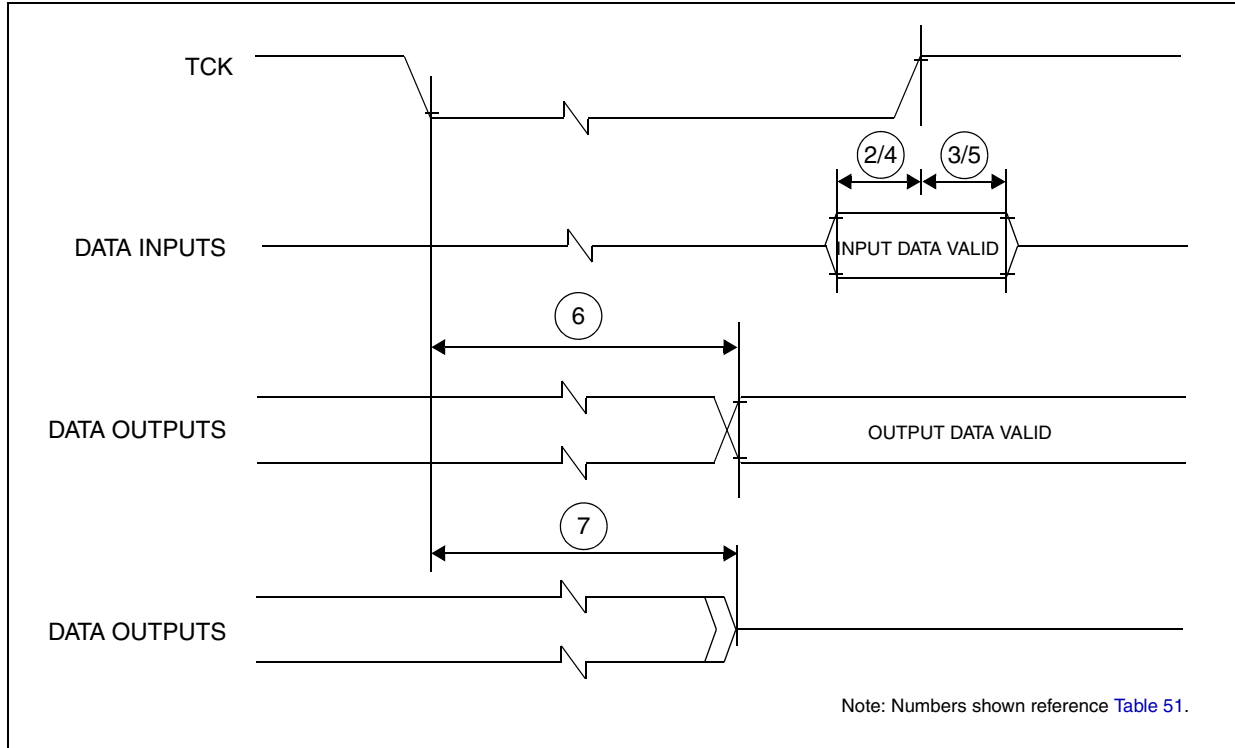 TCK
2/4
3/5
DATA INPUTS
INPUT DATA VALID
6
DATA OUTPUTS
OUTPUT DATA VALID
7
DATA OUTPUTS
Note: Numbers shown reference Table 51.